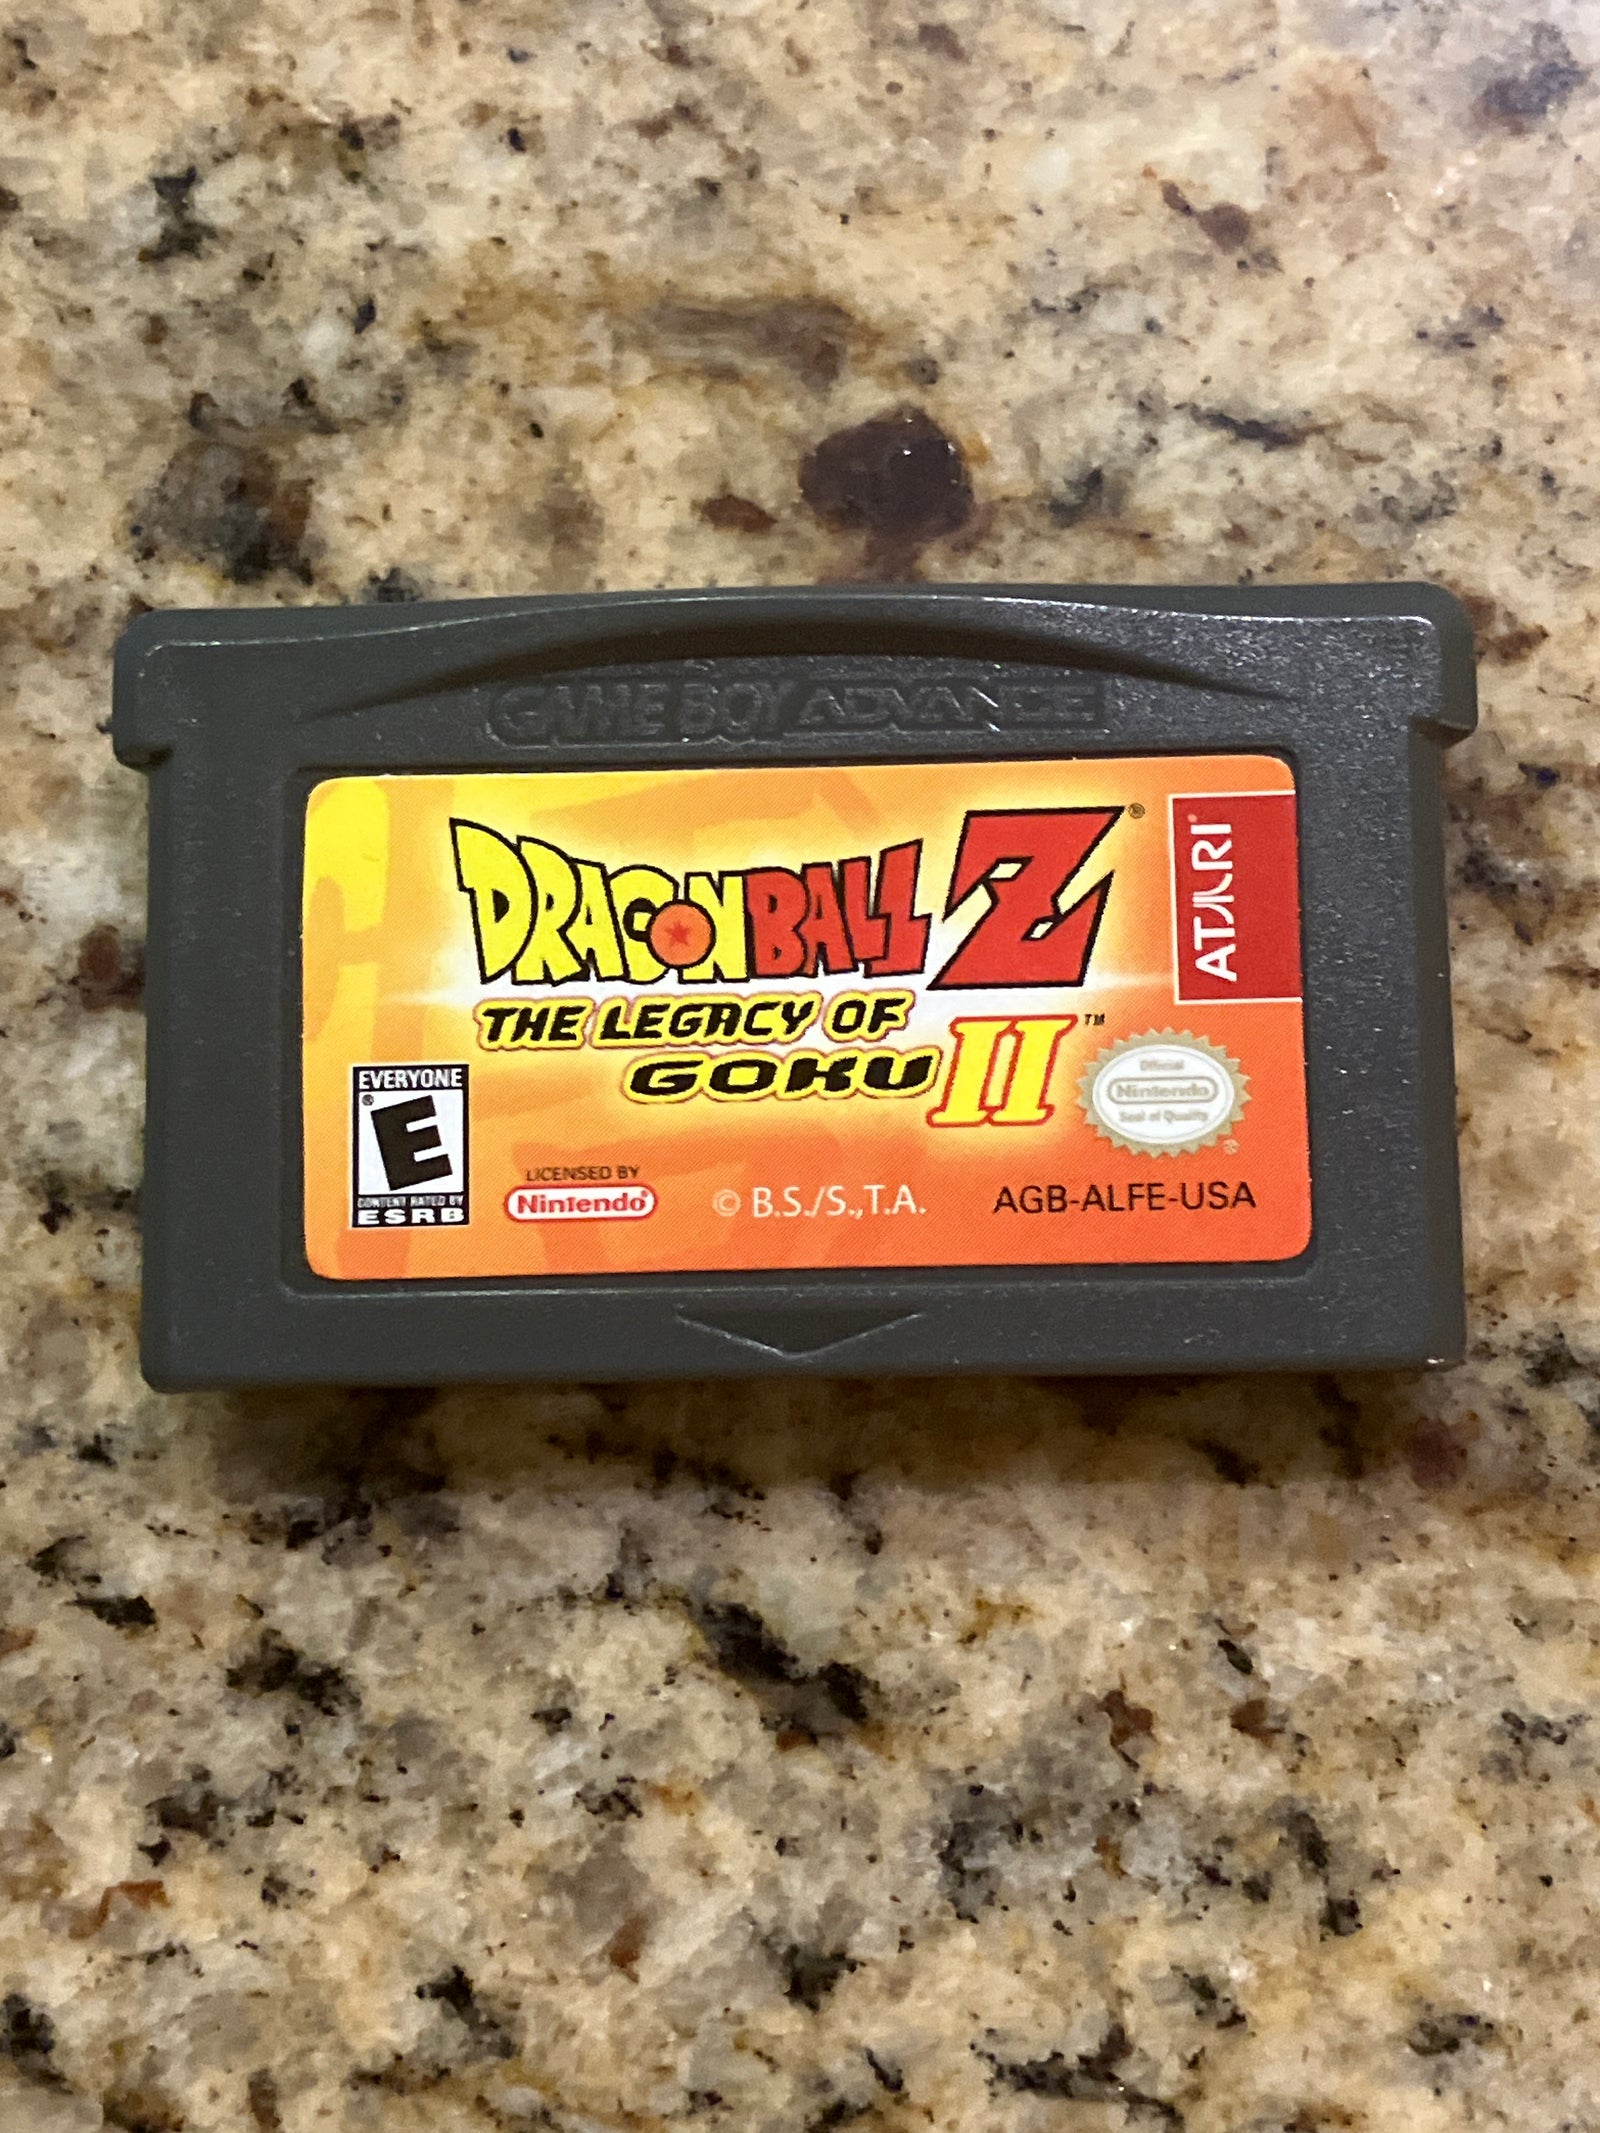 GAME BOY ADVANCE
DRAGONBALL Z®
THE LEGACY OF
GOKU II™
ATARI®
EVERYONE
E®
CONTENT RATED BY
ESRB
LICENSED BY
Nintendo®
© B.S./S.,T.A.
Official
Nintendo
Seal of Quality®
AGB-ALFE-USA